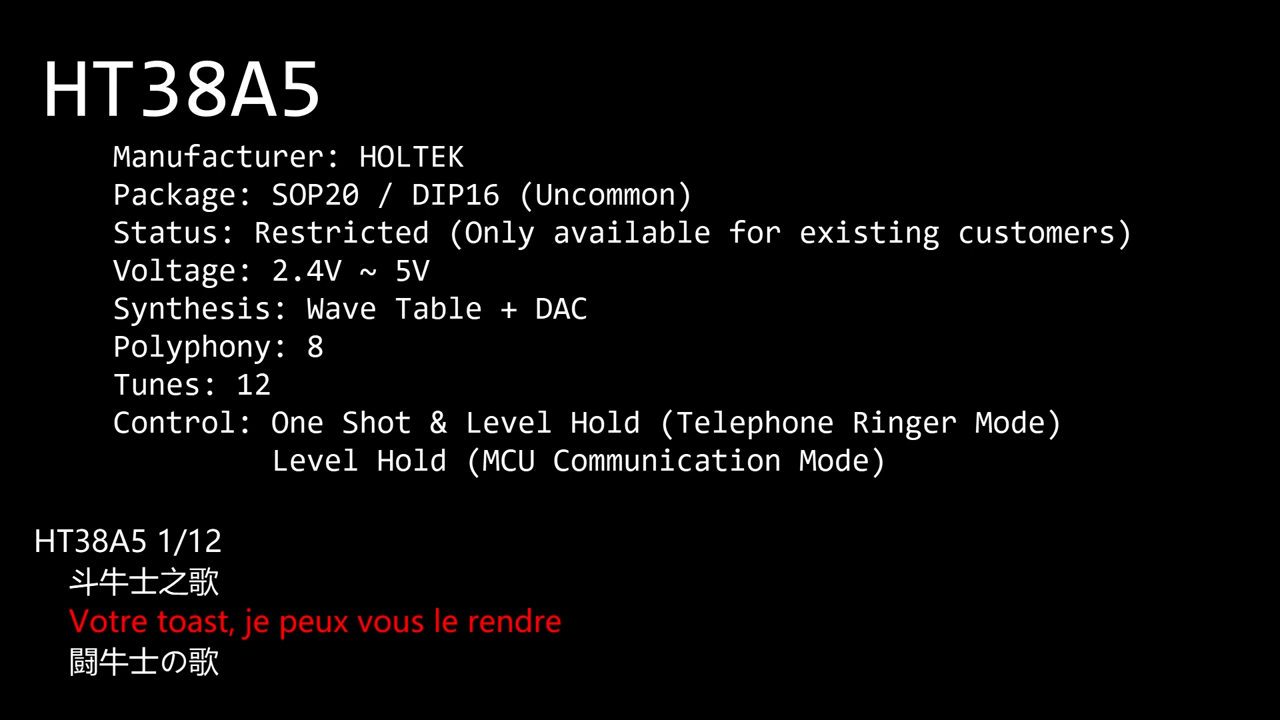 HT38A5
Manufacturer: HOLTEK
Package: SOP20 / DIP16 (Uncommon)
Status: Restricted (Only available for existing customers)
Voltage: 2.4V ~ 5V
Synthesis: Wave Table + DAC
Polyphony: 8
Tunes: 12
Control: One Shot & Level Hold (Telephone Ringer Mode)
Level Hold (MCU Communication Mode)
HT38A5 1/12
斗牛士之歌
Votre toast, je peux vous le rendre
闘牛士の歌